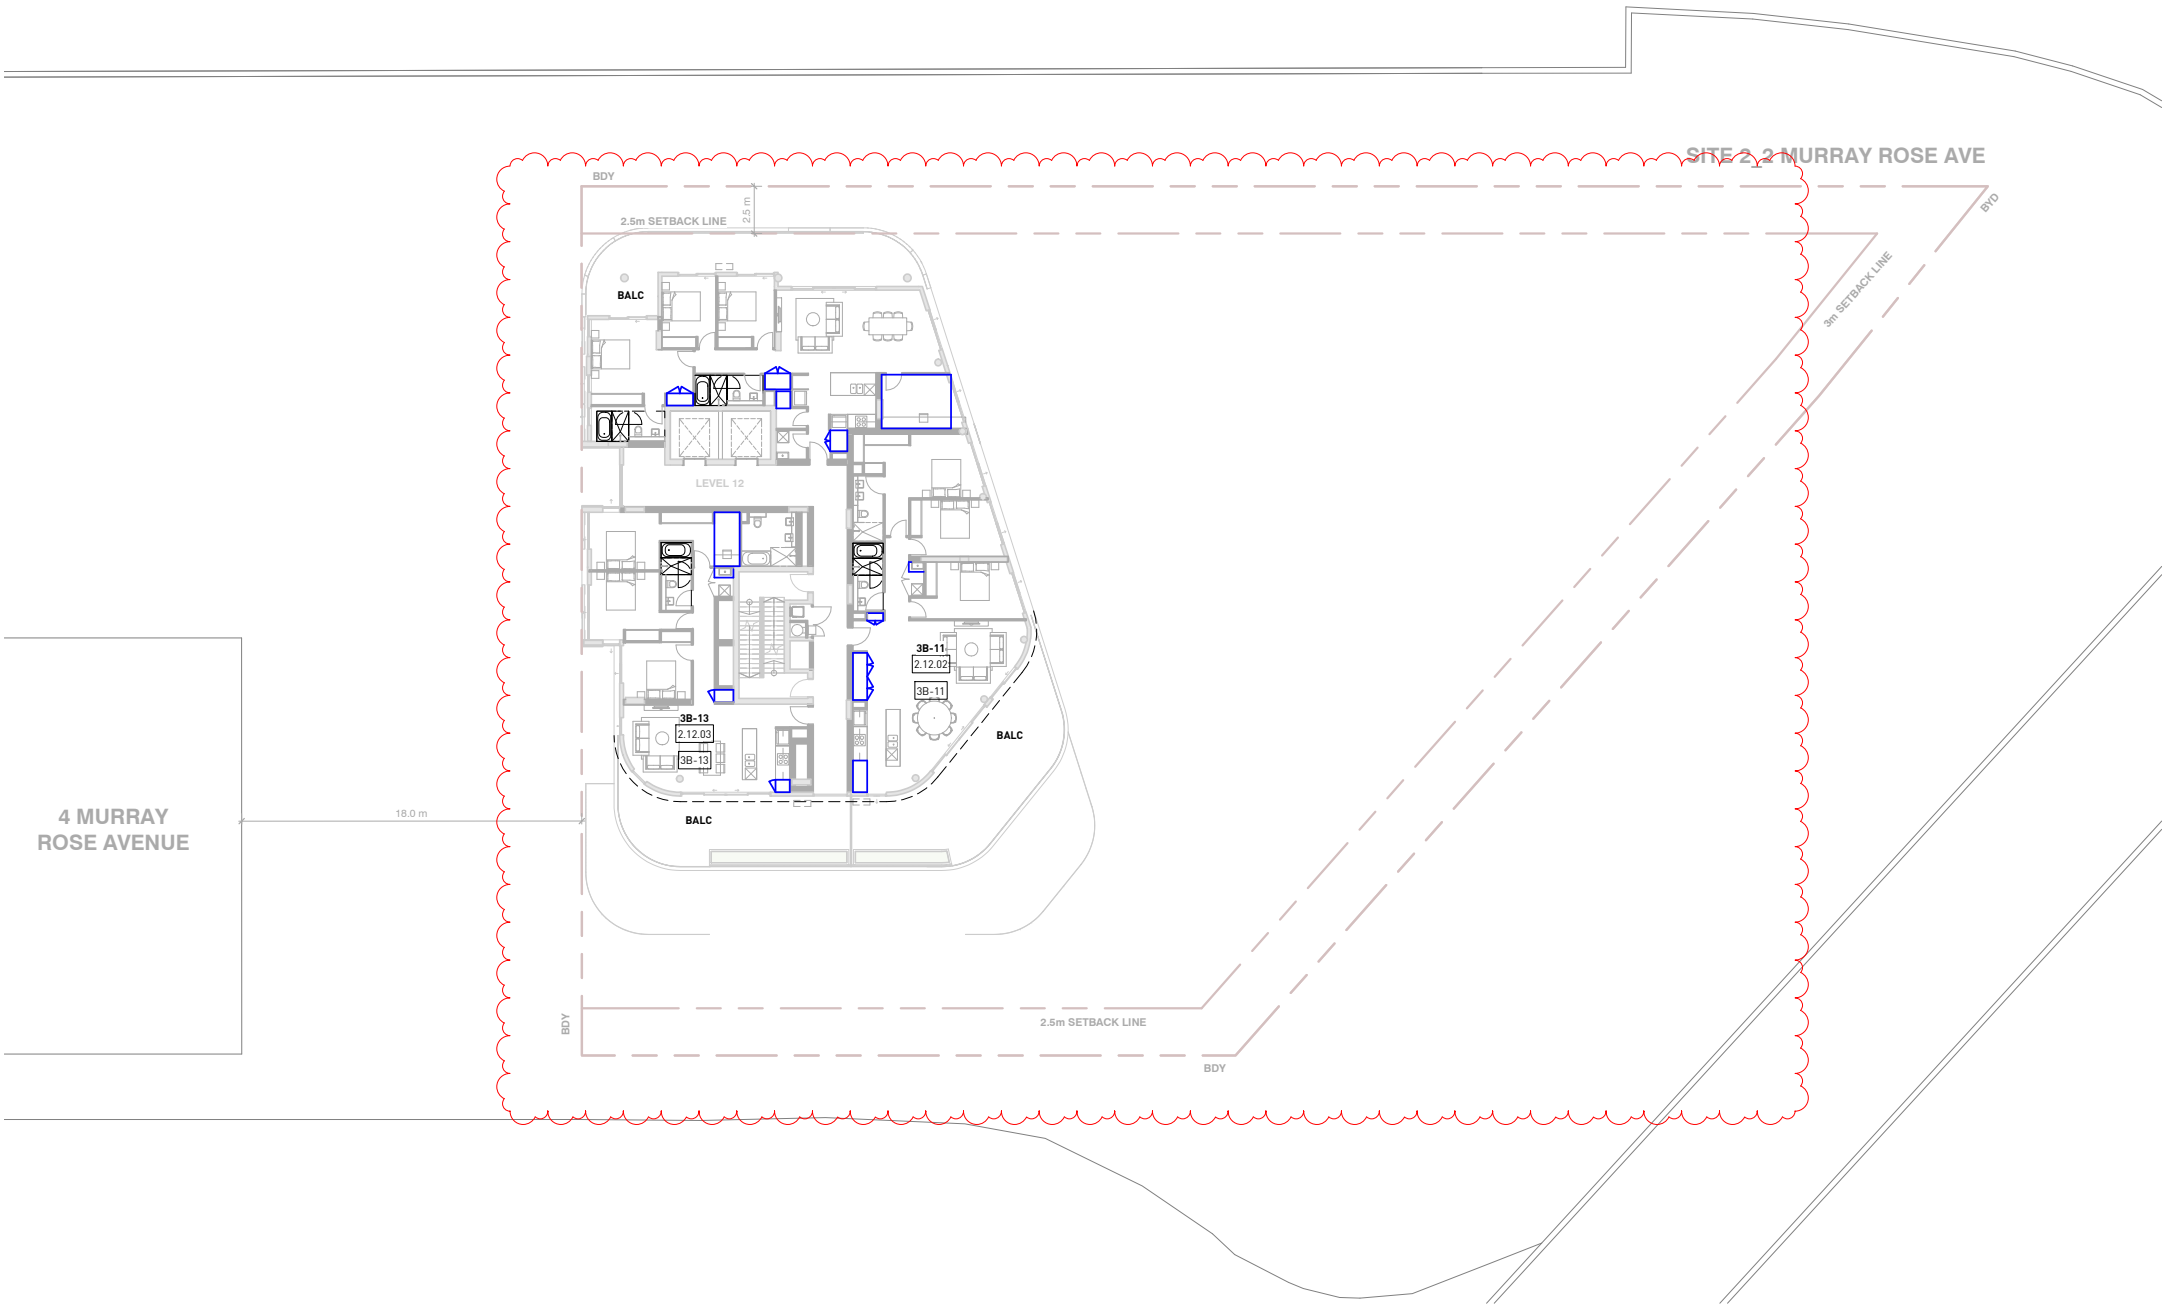 SITE 2_2 MURRAY ROSE AVE
BDY
BYD
2.5 m
2.5m SETBACK LINE
3m SETBACK LINE
BALC
LEVEL 12
3B-11
2.12.02
3B-11
3B-13
2.12.03
3B-13
BALC
BALC
18.0 m
4 MURRAY
ROSE AVENUE
BDY
2.5m SETBACK LINE
BDY